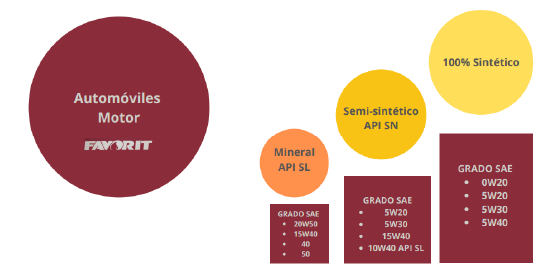 Automóviles
Motor
FAVORIT
Mineral
API SL
GRADO SAE
• 20W50
• 15W40
• 40
• 50
Semi-sintético
API SN
GRADO SAE
• 5W20
• 5W30
• 15W40
• 10W40 API SL
100% Sintético
GRADO SAE
• 0W20
• 5W20
• 5W30
• 5W40